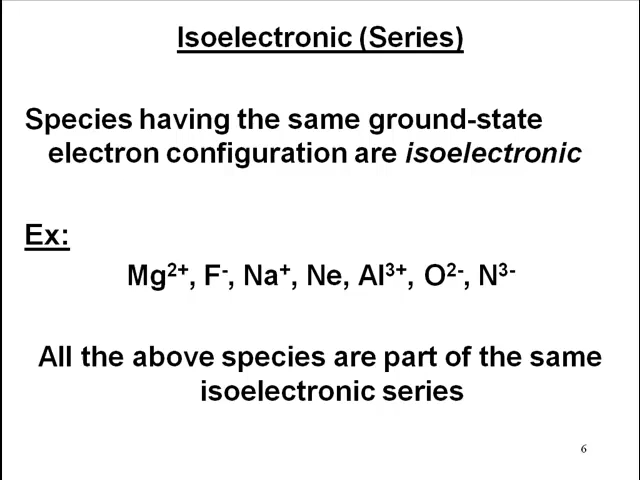 Isoelectronic (Series)
Species having the same ground-state
electron configuration are isoelectronic
Ex:
Mg²⁺, F⁻, Na⁺, Ne, Al³⁺, O²⁻, N³⁻
All the above species are part of the same
isoelectronic series
6